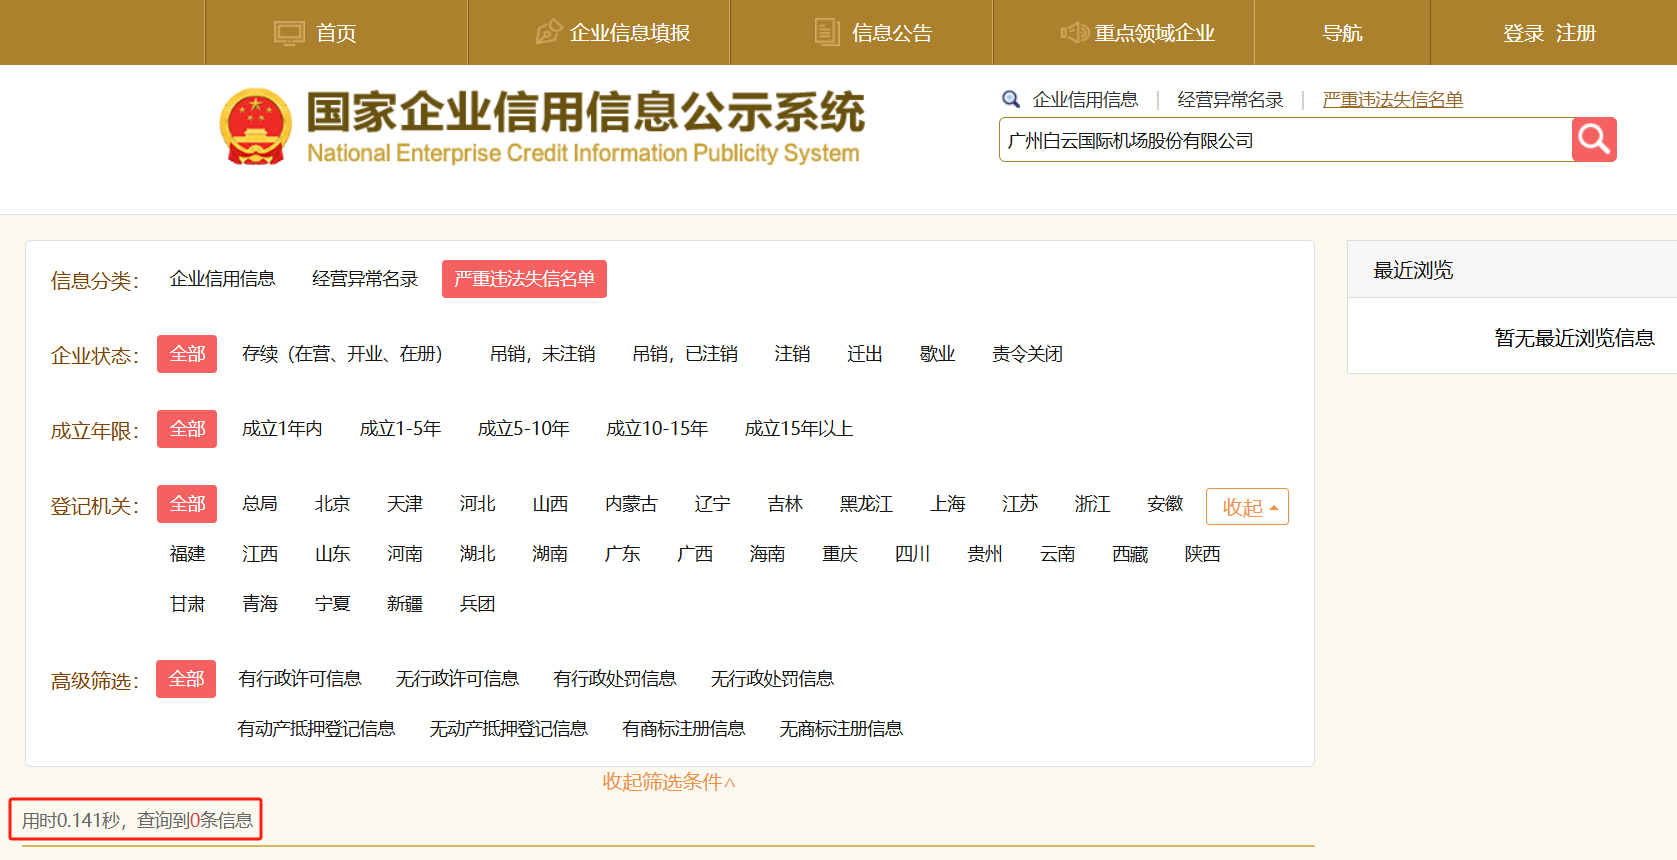 首页 企业信息填报 信息公告 重点领域企业 导航 登录 注册
国家企业信用信息公示系统
National Enterprise Credit Information Publicity System
企业信用信息 | 经营异常名录 | 严重违法失信名单
广州白云国际机场股份有限公司
信息分类： 企业信用信息 经营异常名录 严重违法失信名单
企业状态： 全部 存续（在营、开业、在册） 吊销，未注销 吊销，已注销 注销 迁出 歇业 责令关闭
成立年限： 全部 成立1年内 成立1-5年 成立5-10年 成立10-15年 成立15年以上
登记机关： 全部 总局 北京 天津 河北 山西 内蒙古 辽宁 吉林 黑龙江 上海 江苏 浙江 安徽 收起
福建 江西 山东 河南 湖北 湖南 广东 广西 海南 重庆 四川 贵州 云南 西藏 陕西
甘肃 青海 宁夏 新疆 兵团
高级筛选： 全部 有行政许可信息 无行政许可信息 有行政处罚信息 无行政处罚信息
有动产抵押登记信息 无动产抵押登记信息 有商标注册信息 无商标注册信息
收起筛选条件^
用时0.141秒，查询到0条信息
最近浏览
暂无最近浏览信息